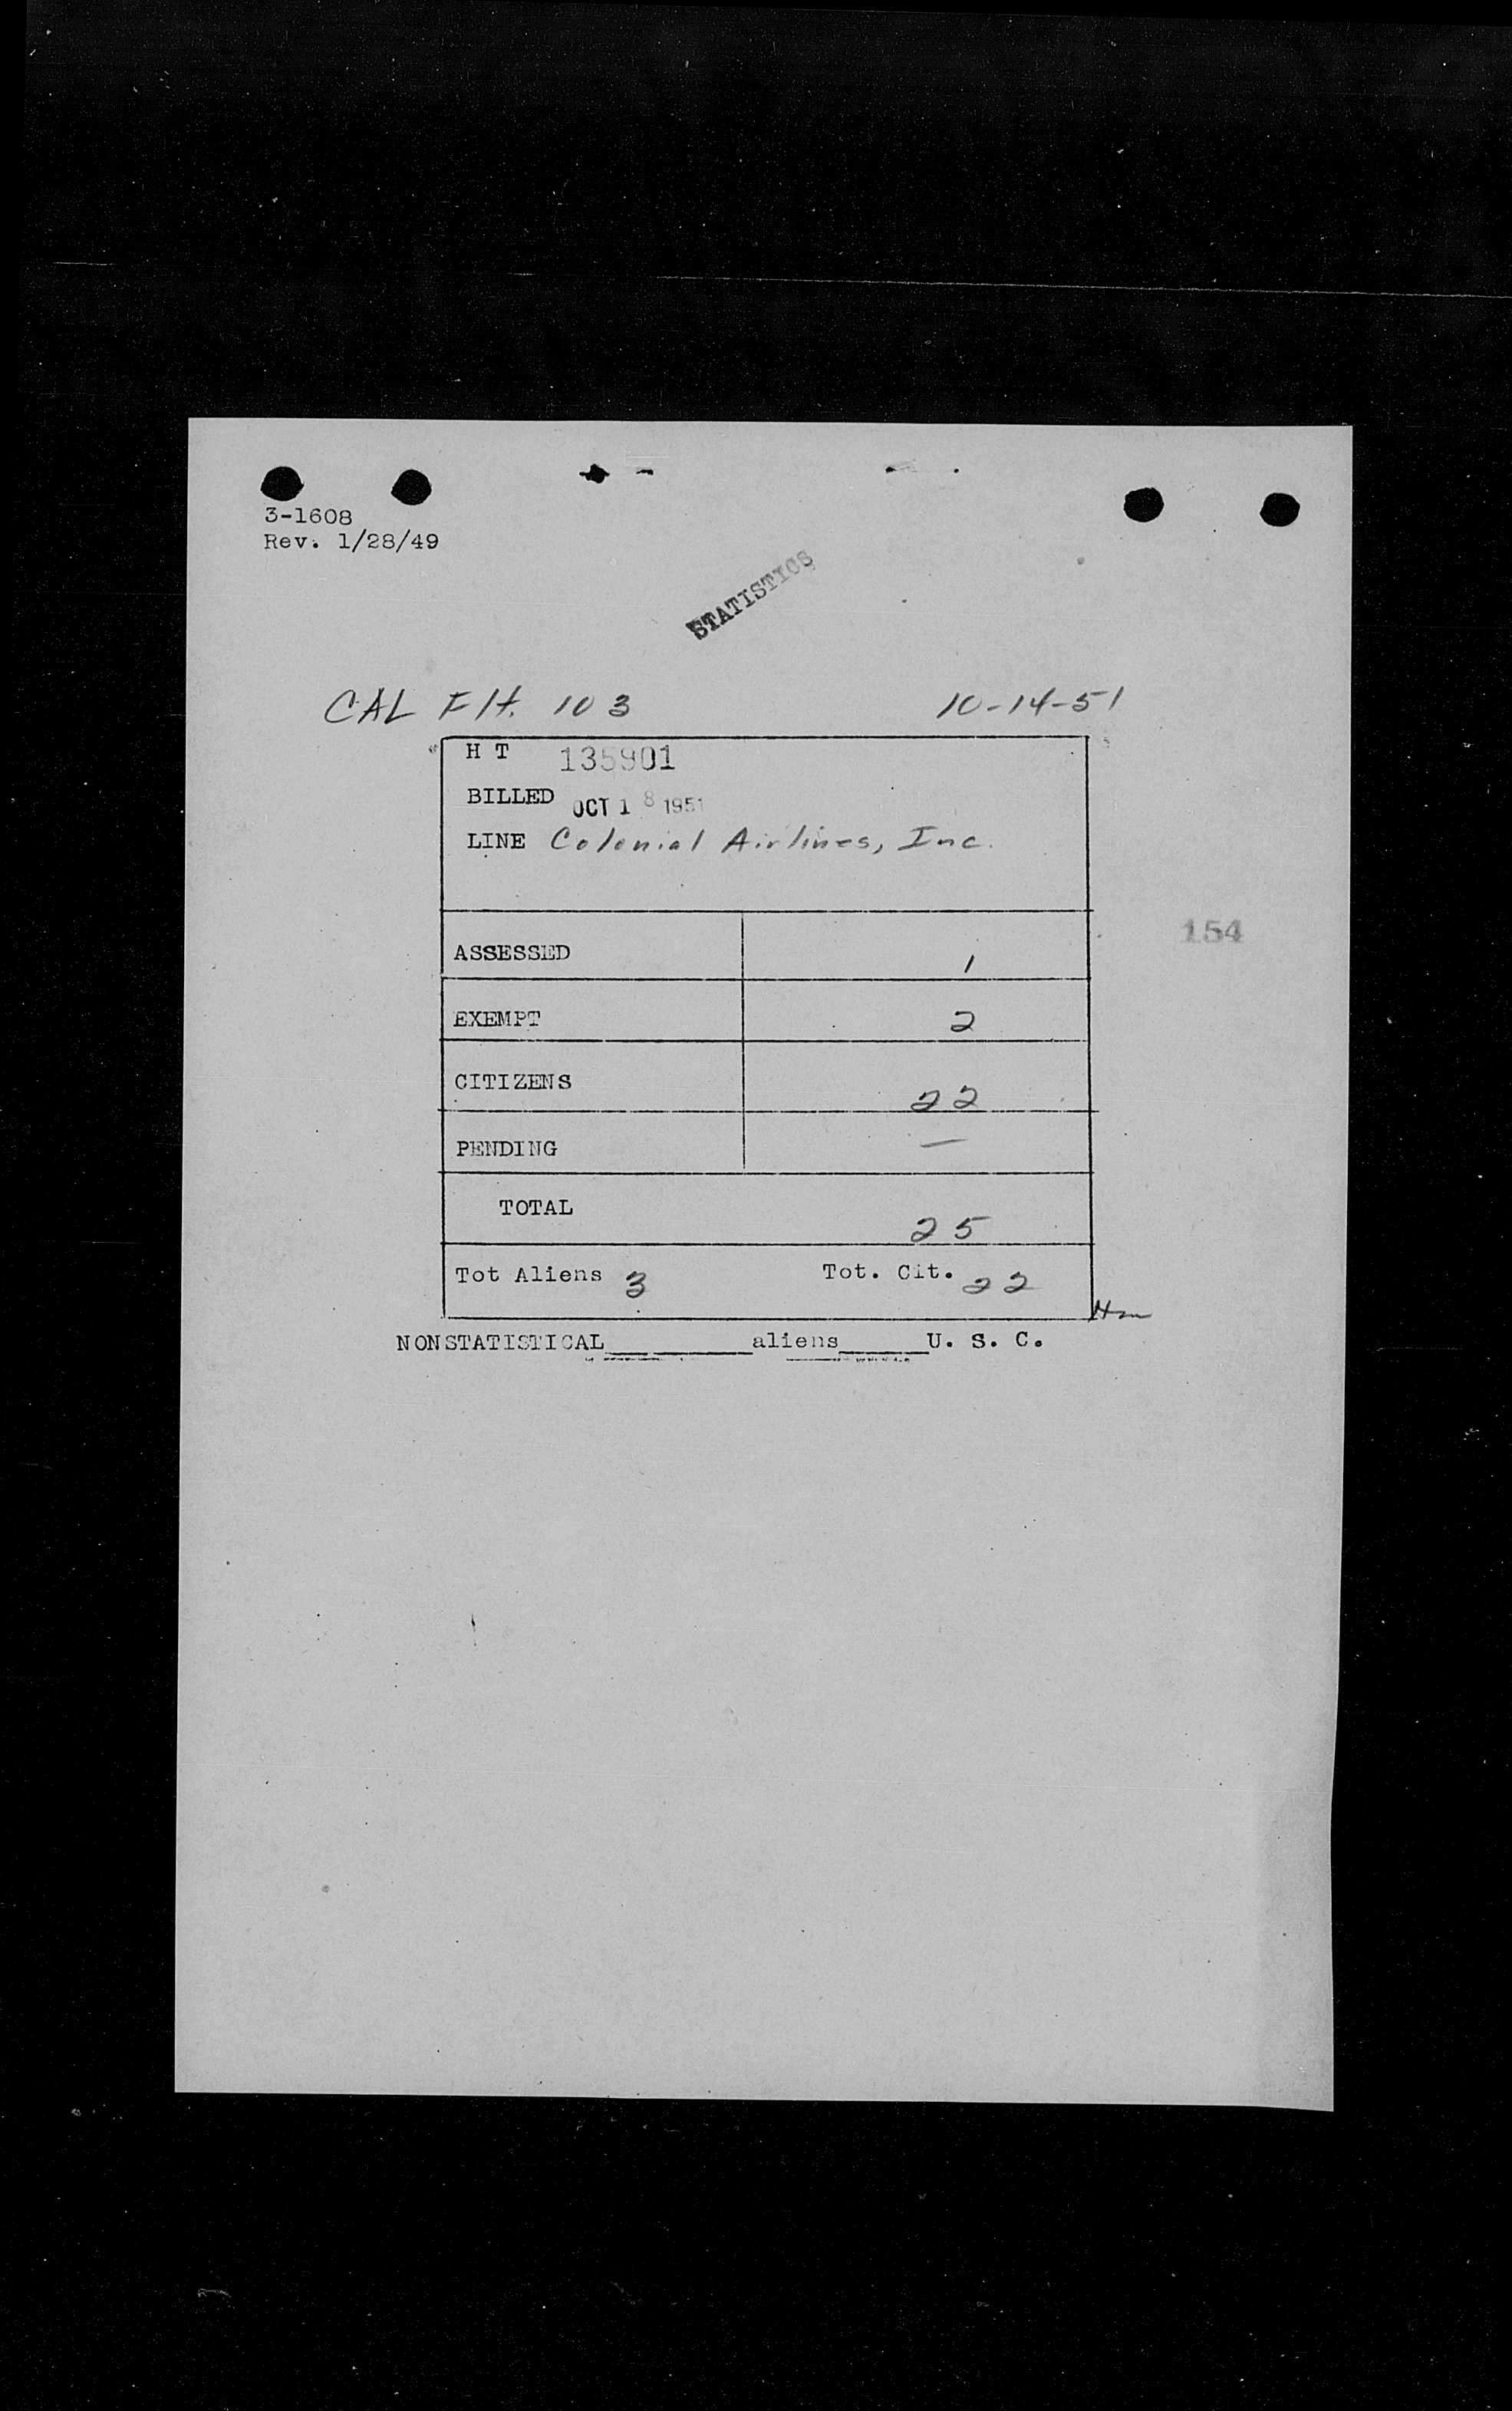 3-1608
Rev. 1/28/49
STATISTICS
CAL Flt. 103 10-14-51
H T 135901
BILLED OCT 18 1951
LINE Colonial Airlines, Inc.
154
ASSESSED 1
EXEMPT 2
CITIZENS 22
PENDING —
TOTAL 25
Tot Aliens 3 Tot. Cit. 22
NONSTATISTICAL__________aliens______U. S. C.